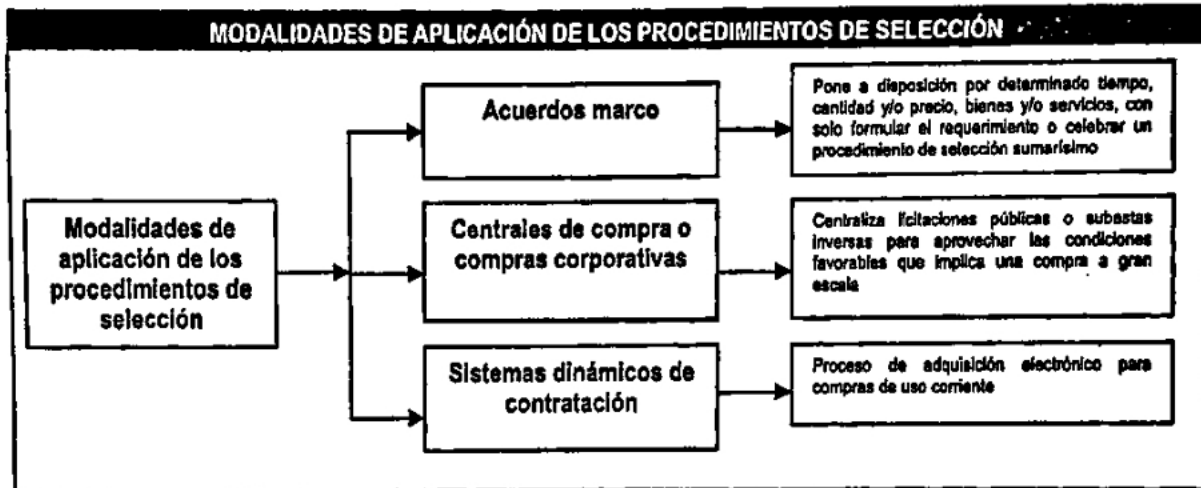 MODALIDADES DE APLICACIÓN DE LOS PROCEDIMIENTOS DE SELECCIÓN
Modalidades de
aplicación de los
procedimientos de
selección
Acuerdos marco
Pone a disposición por determinado tiempo,
cantidad y/o precio, bienes y/o servicios, con
solo formular el requerimiento o celebrar un
procedimiento de selección sumarísimo
Centrales de compra o
compras corporativas
Centraliza licitaciones públicas o subastas
inversas para aprovechar las condiciones
favorables que implica una compra a gran
escala
Sistemas dinámicos de
contratación
Proceso de adquisición electrónico para
compras de uso corriente